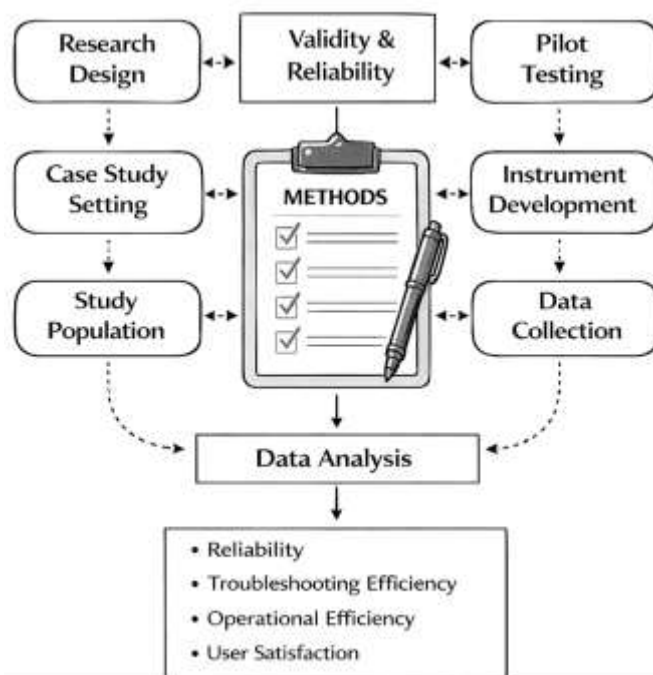 Research
Design
Validity &
Reliability
Pilot
Testing
Case Study
Setting
METHODS
Instrument
Development
Study
Population
Data
Collection
Data Analysis
• Reliability
• Troubleshooting Efficiency
• Operational Efficiency
• User Satisfaction